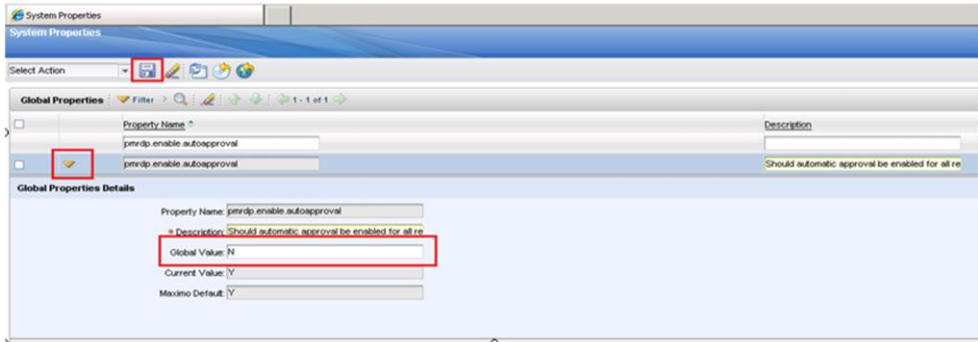 System Properties
System Properties
Select Action
Global Properties Filter 1 - 1 of 1
Property Name Description
pmrdp.enable.autoapproval
pmrdp.enable.autoapproval Should automatic approval be enabled for all re
Global Properties Details
Property Name: pmrdp.enable.autoapproval
* Description: Should automatic approval be enabled for all re
Global Value: N
Current Value: Y
Maximo Default: Y